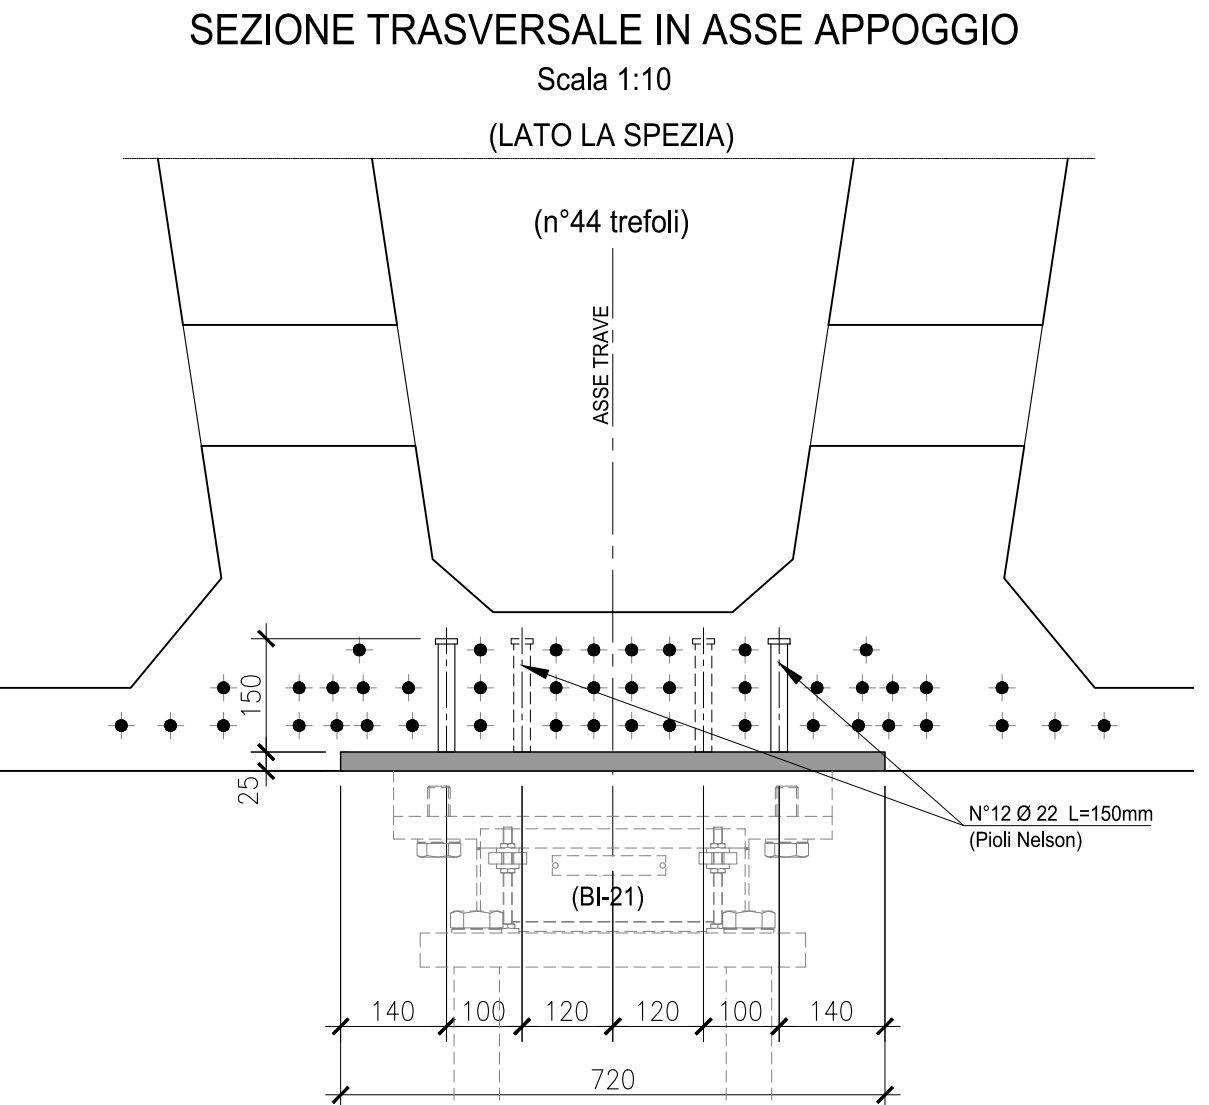 SEZIONE TRASVERSALE IN ASSE APPOGGIO
Scala 1:10
(LATO LA SPEZIA)
(n°44 trefoli)
ASSE TRAVE
150
25
N°12 Ø 22 L=150mm
(Pioli Nelson)
(BI-21)
140 100 120 120 100 140
720